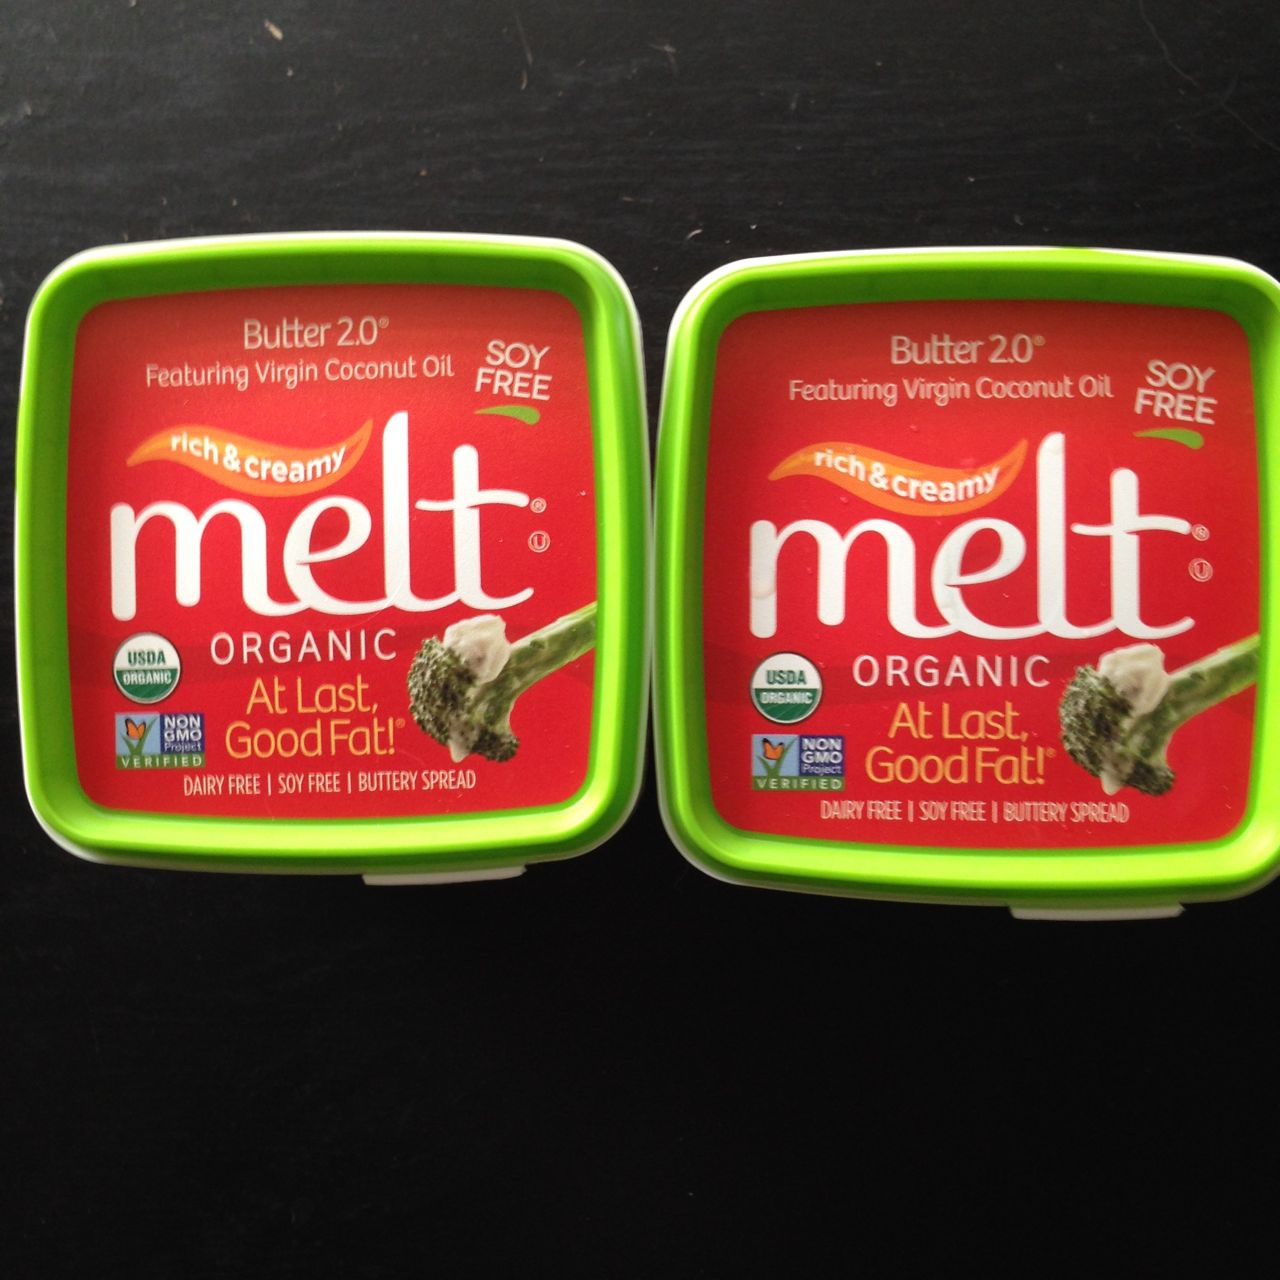 Butter 2.0®
Featuring Virgin Coconut Oil
SOY
FREE
rich & creamy
melt®
U
ORGANIC
USDA
ORGANIC
At Last,
Good Fat!®
NON
GMO
Project
VERIFIED
DAIRY FREE | SOY FREE | BUTTERY SPREAD
Butter 2.0®
Featuring Virgin Coconut Oil
SOY
FREE
rich & creamy
melt®
U
ORGANIC
USDA
ORGANIC
At Last,
Good Fat!®
NON
GMO
Project
VERIFIED
DAIRY FREE | SOY FREE | BUTTERY SPREAD